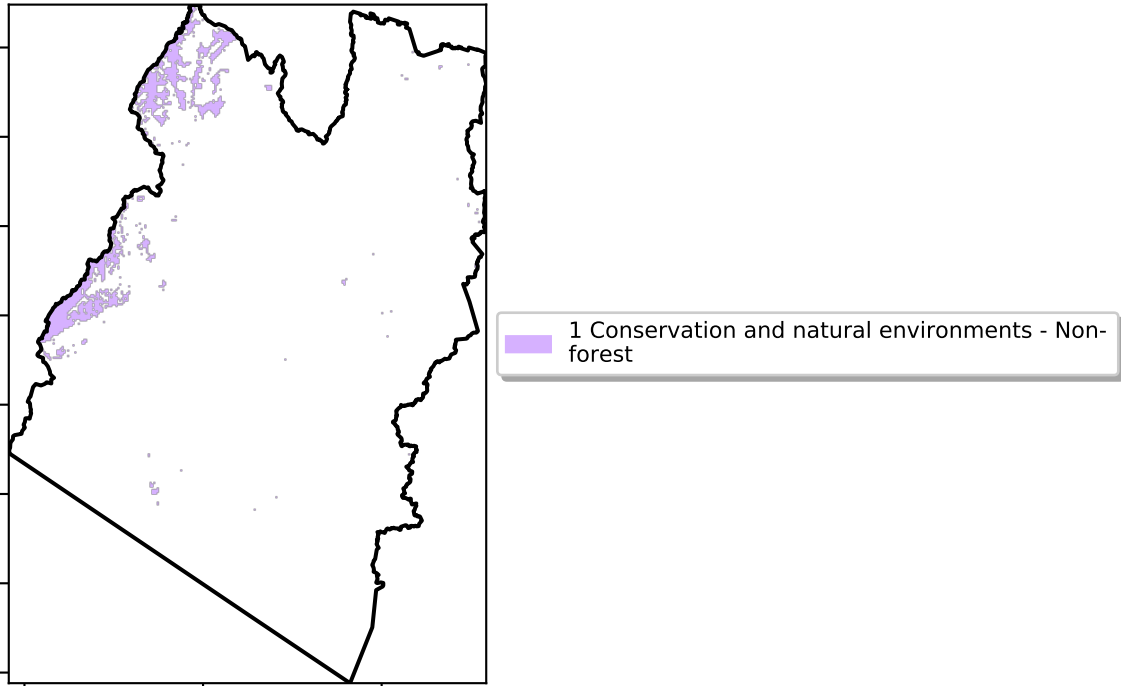 1 Conservation and natural environments - Non-
forest